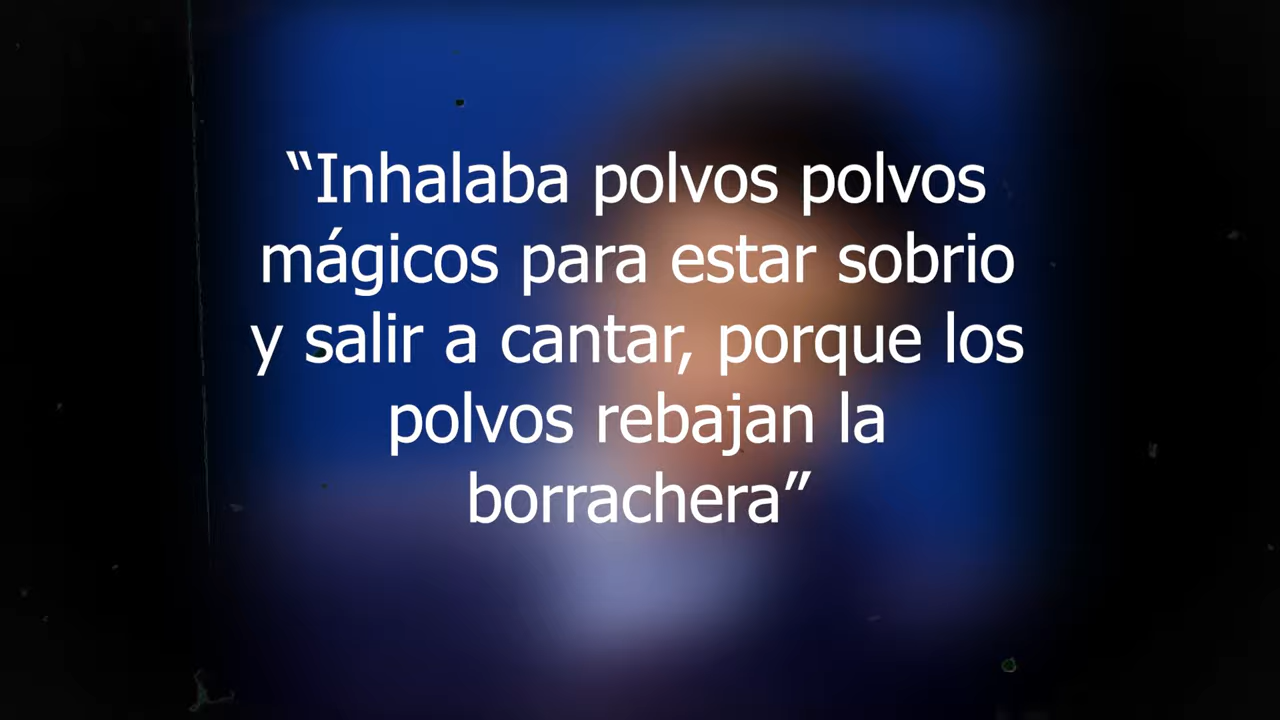 “Inhalaba polvos polvos
mágicos para estar sobrio
y salir a cantar, porque los
polvos rebajan la
borrachera”